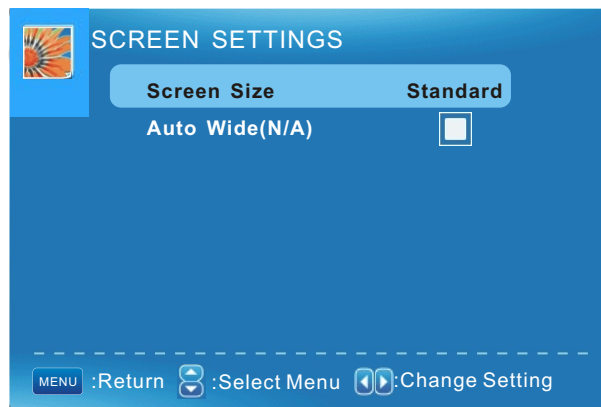 SCREEN SETTINGS
Screen Size Standard
Auto Wide(N/A)
MENU :Return :Select Menu :Change Setting